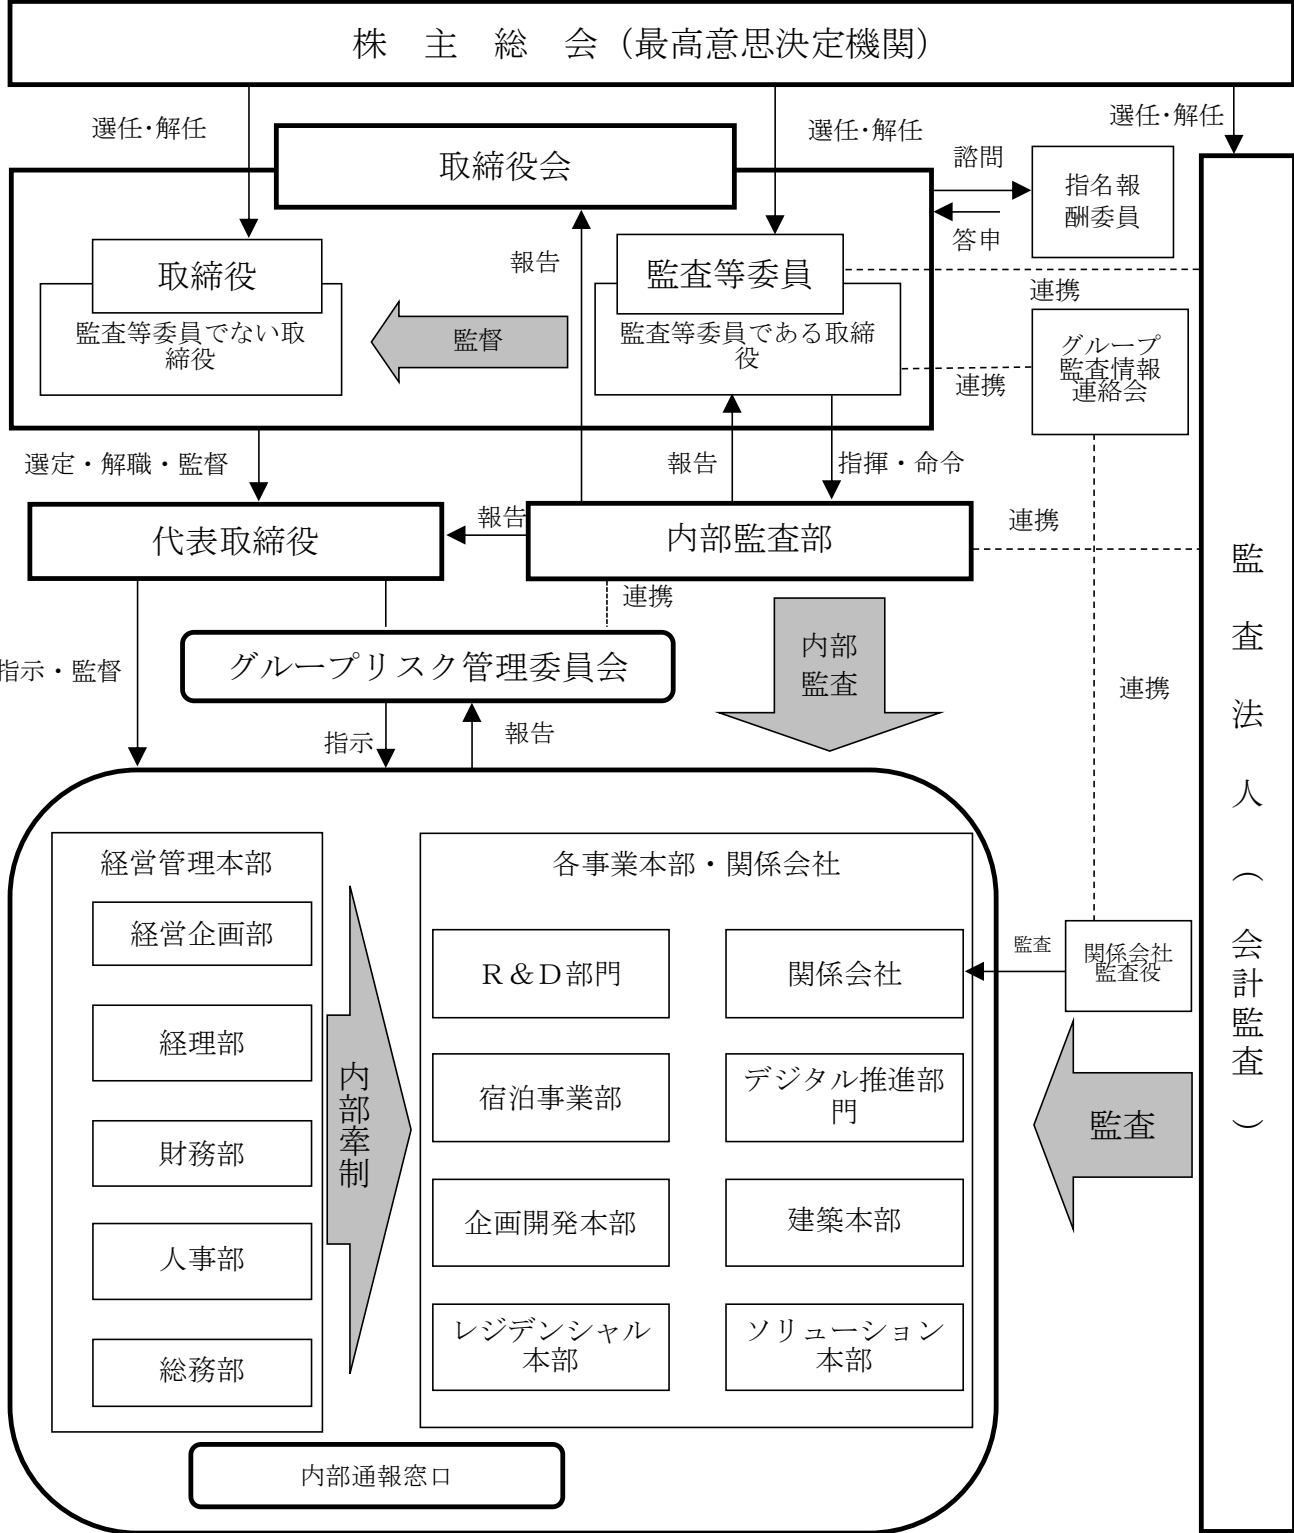 株 主 総 会（最高意思決定機関）
選任･解任
選任･解任
選任･解任
取締役会
諮問
答申
指名報
酬委員
取締役
監査等委員でない取
締役
監督
報告
監査等委員
監査等委員である取締
役
連携
連携
グループ
監査情報
連絡会
選定・解職・監督
報告
指揮・命令
代表取締役
報告
内部監査部
連携
連携
指示・監督
グループリスク管理委員会
内部
監査
連携
指示
報告
監査法人（会計監査）
経営管理本部
経営企画部
経理部
財務部
人事部
総務部
内部牽制
各事業本部・関係会社
Ｒ＆Ｄ部門
関係会社
宿泊事業部
デジタル推進部
門
企画開発本部
建築本部
レジデンシャル
本部
ソリューション
本部
監査
関係会社
監査役
監査
内部通報窓口